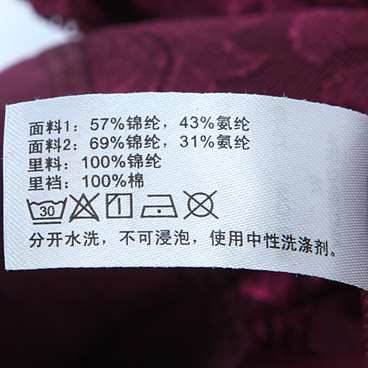 面料1：57%锦纶，43%氨纶
面料2：69%锦纶，31%氨纶
里料：100%锦纶
里裆：100%棉
30
分开水洗，不可浸泡，使用中性洗涤剂。